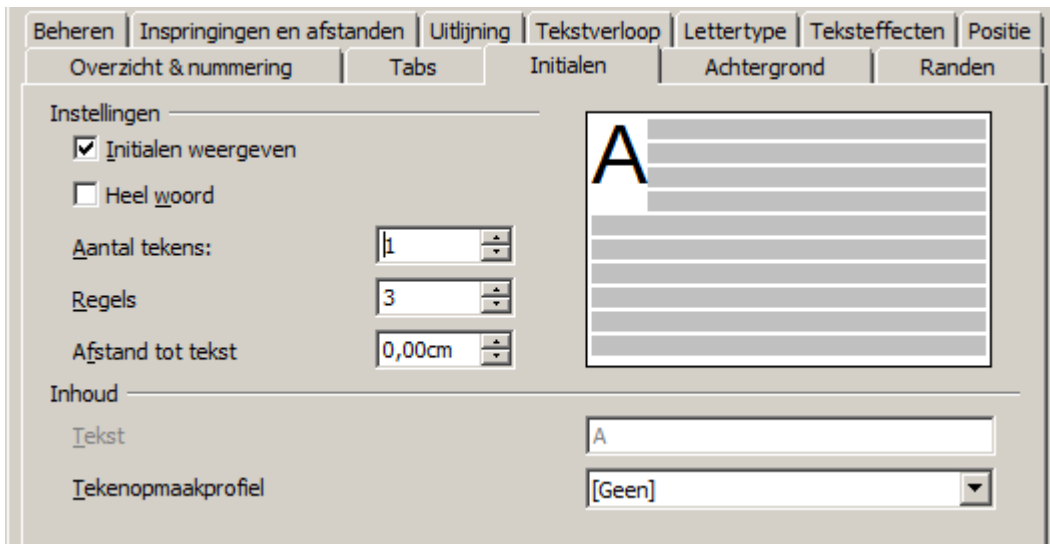 Beheren Inspringingen en afstanden Uitlijning Tekstverloop Lettertype Teksteffecten Positie
Overzicht & nummering Tabs Initialen Achtergrond Randen
Instellingen
Initialen weergeven
Heel woord
Aantal tekens: 1
Regels 3
Afstand tot tekst 0,00cm
A
Inhoud
Tekst A
Tekenopmaakprofiel [Geen]